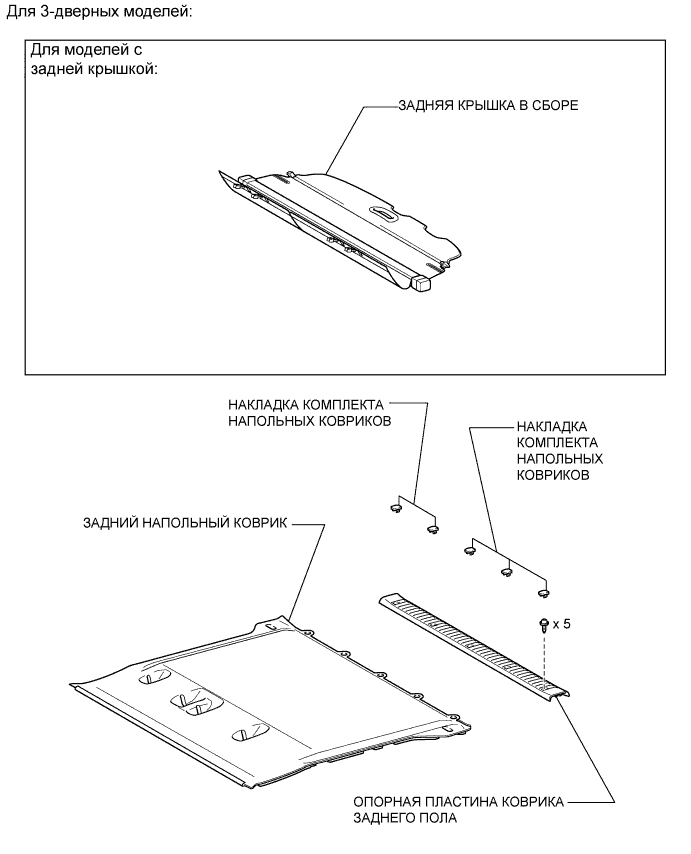 Для 3-дверных моделей:
Для моделей с
задней крышкой:
ЗАДНЯЯ КРЫШКА В СБОРЕ
НАКЛАДКА КОМПЛЕКТА
НАПОЛЬНЫХ КОВРИКОВ
НАКЛАДКА
КОМПЛЕКТА
НАПОЛЬНЫХ
КОВРИКОВ
ЗАДНИЙ НАПОЛЬНЫЙ КОВРИК
x 5
ОПОРНАЯ ПЛАСТИНА КОВРИКА
ЗАДНЕГО ПОЛА